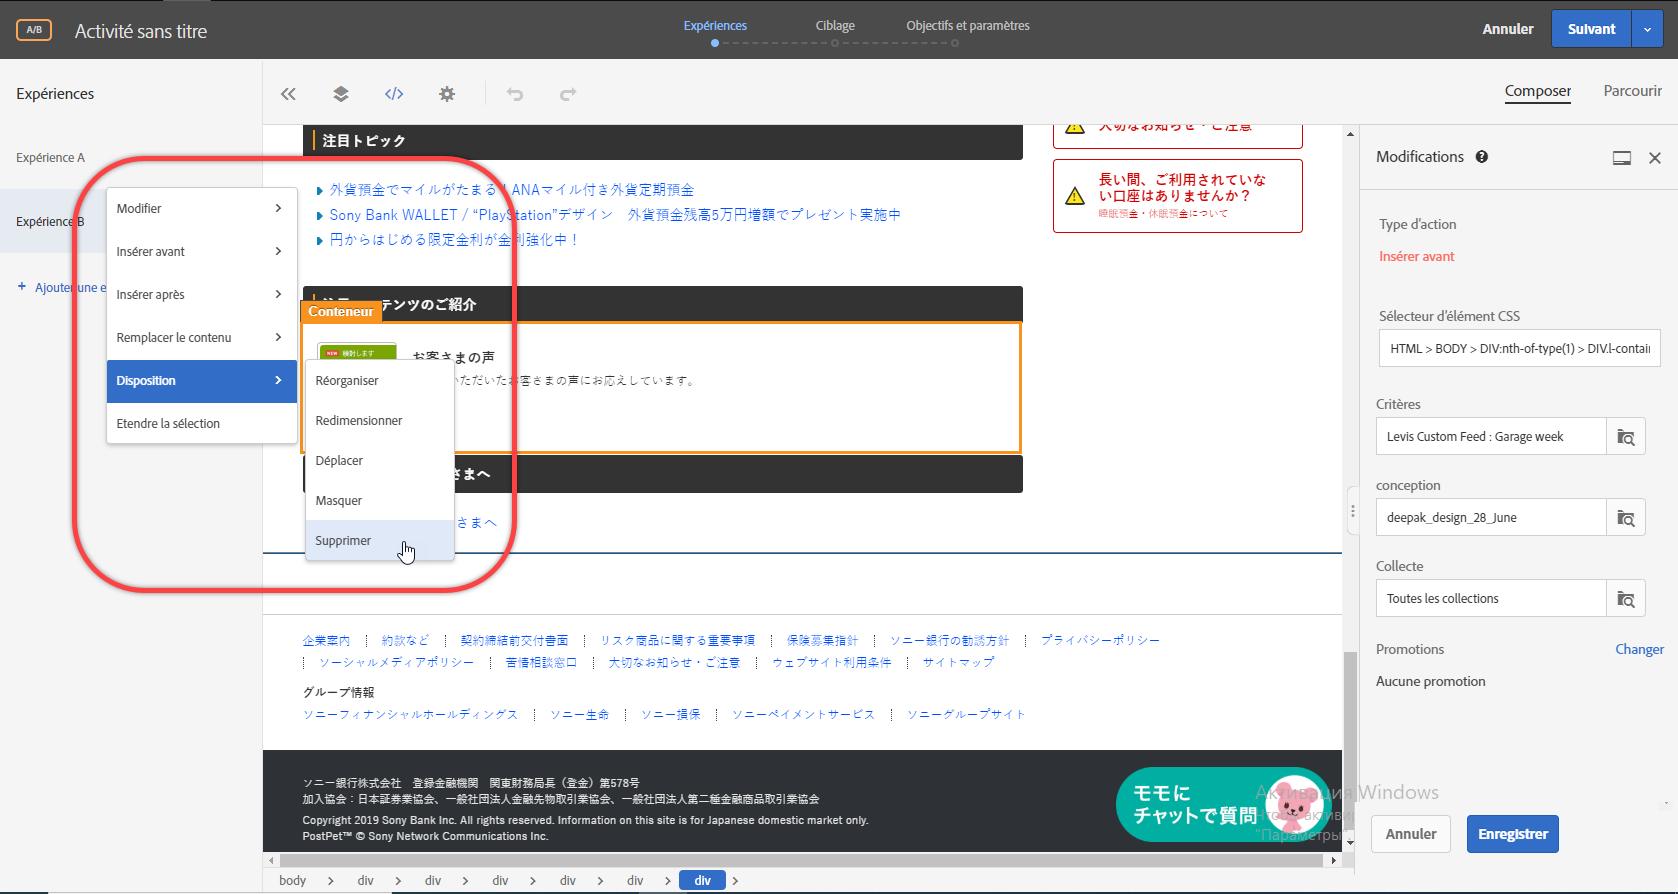 A/B
Activité sans titre
Expériences
Ciblage
Objectifs et paramètres
Annuler
Suivant
Expériences
Composer
Parcourir
Expérience A
Expérience B
+ Ajouter une e
Modifier
Insérer avant
Insérer après
Remplacer le contenu
Disposition
Etendre la sélection
Réorganiser
Redimensionner
Déplacer
Masquer
Supprimer
注目トピック
外貨預金でマイルがたまる！ANAマイル付き外貨定期預金
Sony Bank WALLET / “PlayStation”デザイン　外貨預金残高5万円増額でプレゼント実施中
円からはじめる限定金利が金利強化中！
テンツのご紹介
Conteneur
NEW 検討します
お客さまの声
いただいたお客さまの声にお応えしています。
さまへ
さまへ
大切なお知らせ・ご注意
長い間、ご利用されていな
い口座はありませんか？
睡眠預金・休眠預金について
企業案内
約款など
契約締結前交付書面
リスク商品に関する重要事項
保険募集指針
ソニー銀行の勧誘方針
プライバシーポリシー
ソーシャルメディアポリシー
苦情相談窓口
大切なお知らせ・ご注意
ウェブサイト利用条件
サイトマップ
グループ情報
ソニーフィナンシャルホールディングス
ソニー生命
ソニー損保
ソニーペイメントサービス
ソニーグループサイト
ソニー銀行株式会社　登録金融機関　関東財務局長（登金）第578号
加入協会：日本証券業協会、一般社団法人金融先物取引業協会、一般社団法人第二種金融商品取引業協会
Copyright 2019 Sony Bank Inc. All rights reserved. Information on this site is for Japanese domestic market only.
PostPet™ © Sony Network Communications Inc.
モモに
チャットで質問
body > div > div > div > div > div > div >
Modifications
Type d'action
Insérer avant
Sélecteur d'élément CSS
HTML > BODY > DIV:nth-of-type(1) > DIV.l-contai
Critères
Levis Custom Feed : Garage week
conception
deepak_design_28_June
Collecte
Toutes les collections
Promotions
Changer
Aucune promotion
Активация Windows
"Параметры
Annuler
Enregistrer